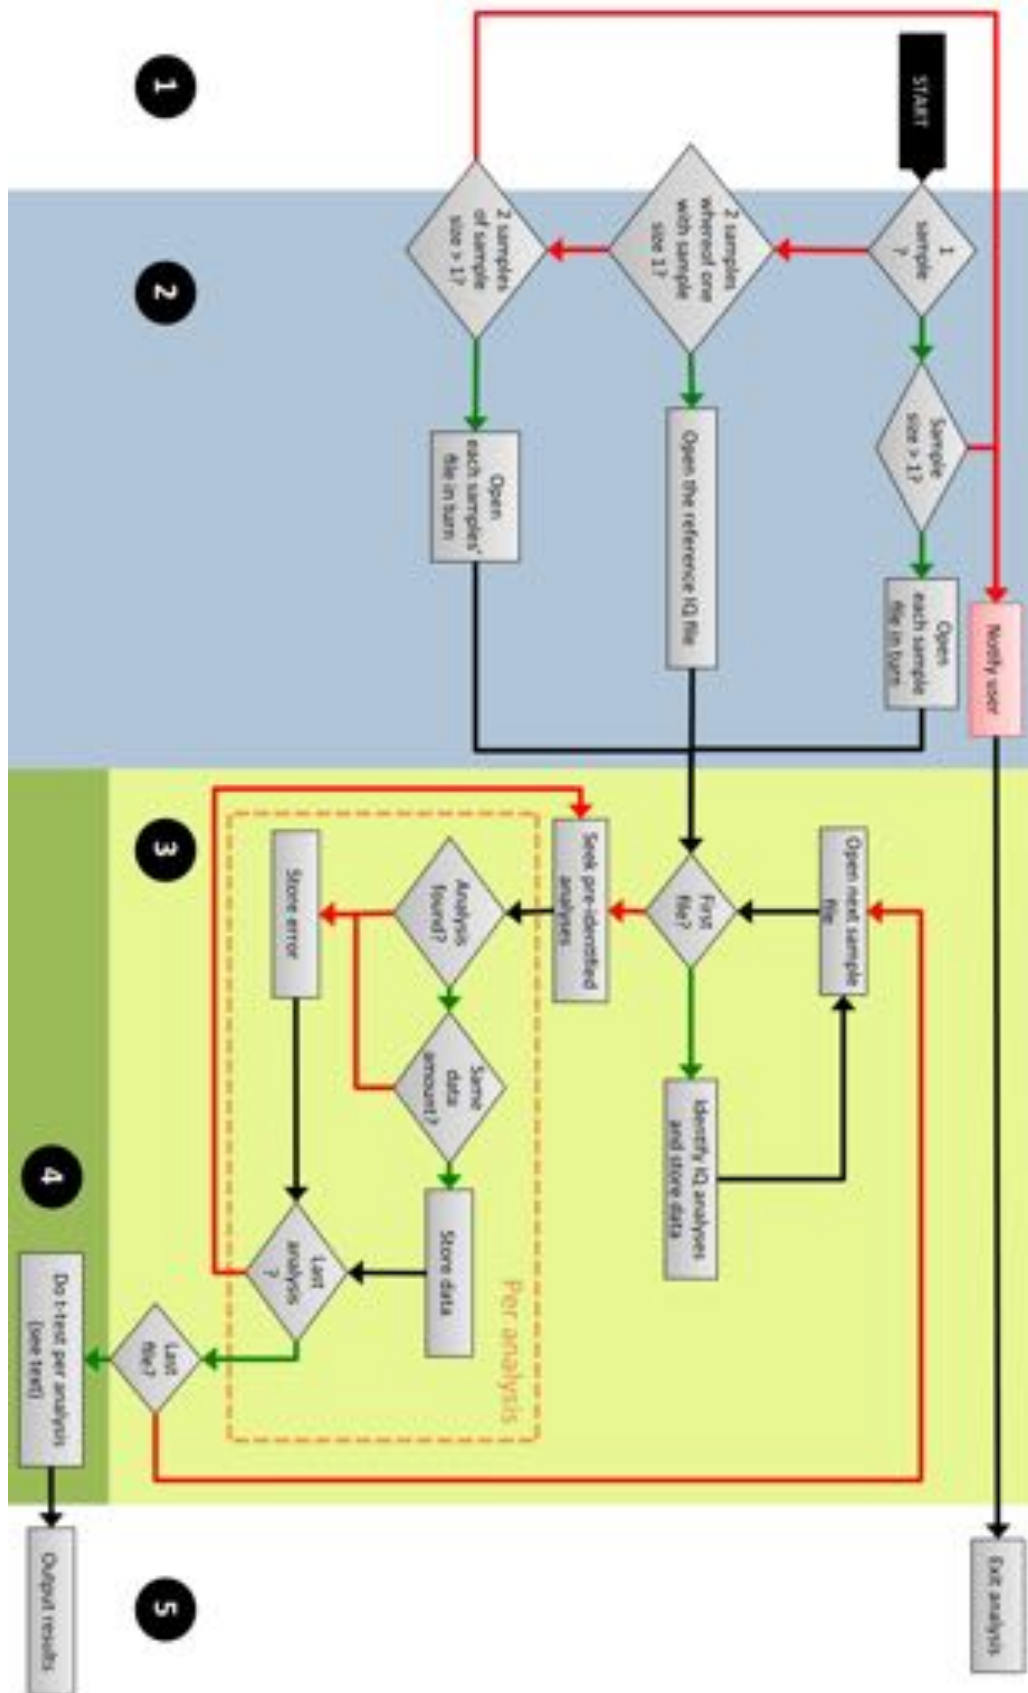 START
1
sample
?
Sample
size > 1?
Open
each sample
file in turn
Notify user
Exit analysis
2 samples
whereof one
with sample
size 1?
Open the reference IQ file
2 samples
of sample
size > 1?
Open
each samples'
file in turn
Open next sample
file
First
file?
Identify IQ analyses
and store data
Seek pre-identified
analyses
Analysis
found?
Same
data
amount?
Store data
Store error
Last
analysis
?
Per analysis
Last
file?
Do t-test per analysis
(see text)
Output results
1
2
3
4
5